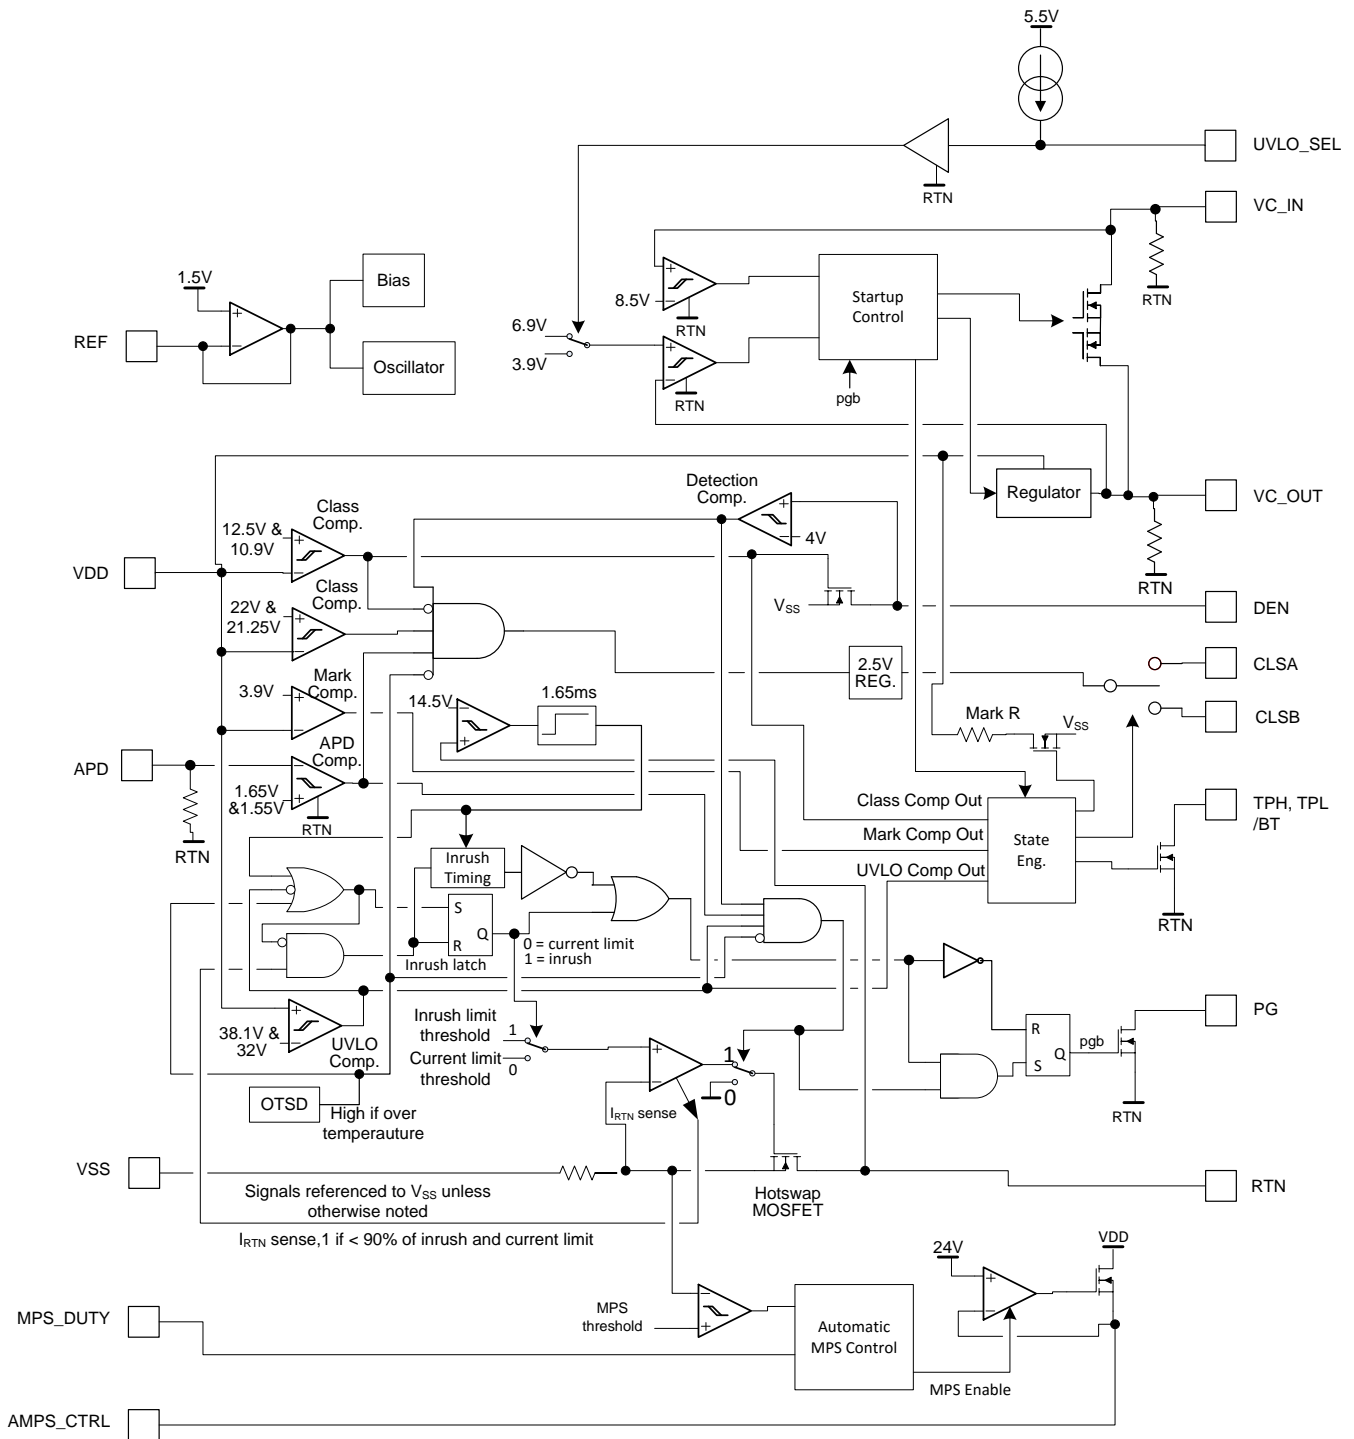 5.5V
UVLO_SEL
RTN
VC_IN
RTN
8.5V
RTN
Startup
Control
pgb
6.9V
3.9V
RTN
1.5V
REF
Bias
Oscillator
Regulator
VC_OUT
RTN
Detection
Comp.
4V
Class
Comp.
12.5V &
10.9V
VDD
Class
Comp.
22V &
21.25V
VSS
DEN
2.5V
REG.
CLSA
CLSB
Mark
Comp.
3.9V
14.5V
1.65ms
Mark R
VSS
APD
APD
Comp.
1.65V
&1.55V
RTN
RTN
Class Comp Out
Mark Comp Out
UVLO Comp Out
State
Eng.
TPH, TPL
/BT
RTN
Inrush
Timing
S
R
Q
Inrush latch
0 = current limit
1 = inrush
38.1V &
32V
UVLO
Comp.
Inrush limit
threshold
1
Current limit
threshold
0
1
0
IRTN sense
R
S
Q
pgb
PG
RTN
OTSD
High if over
temperauture
VSS
Signals referenced to VSS unless
otherwise noted
Hotswap
MOSFET
RTN
IRTN sense,1 if < 90% of inrush and current limit
24V
VDD
MPS_DUTY
MPS
threshold
Automatic
MPS Control
MPS Enable
AMPS_CTRL